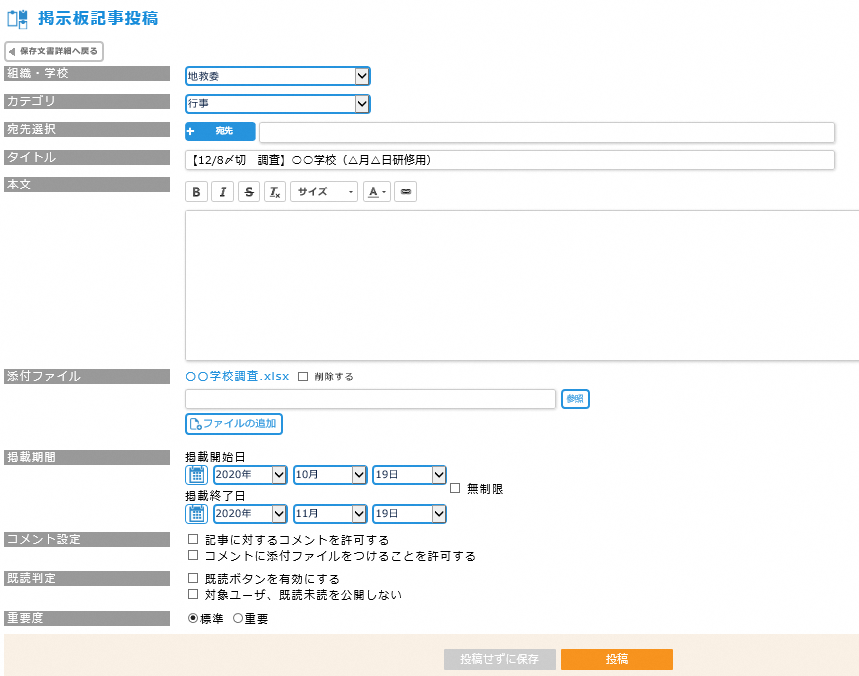 掲示板記事投稿
保存文書詳細へ戻る
組織・学校 地教委
カテゴリ 行事
宛先選択 + 宛先
タイトル 【12/8〆切　調査】○○学校（△月△日研修用）
本文 B I S Tx サイズ A
添付ファイル ○○学校調査.xlsx 削除する
参照
ファイルの追加
掲載期間 掲載開始日
2020年 10月 19日
無制限
掲載終了日
2020年 11月 19日
コメント設定 記事に対するコメントを許可する
コメントに添付ファイルをつけることを許可する
既読判定 既読ボタンを有効にする
対象ユーザ、既読未読を公開しない
重要度 標準 重要
投稿せずに保存 投稿